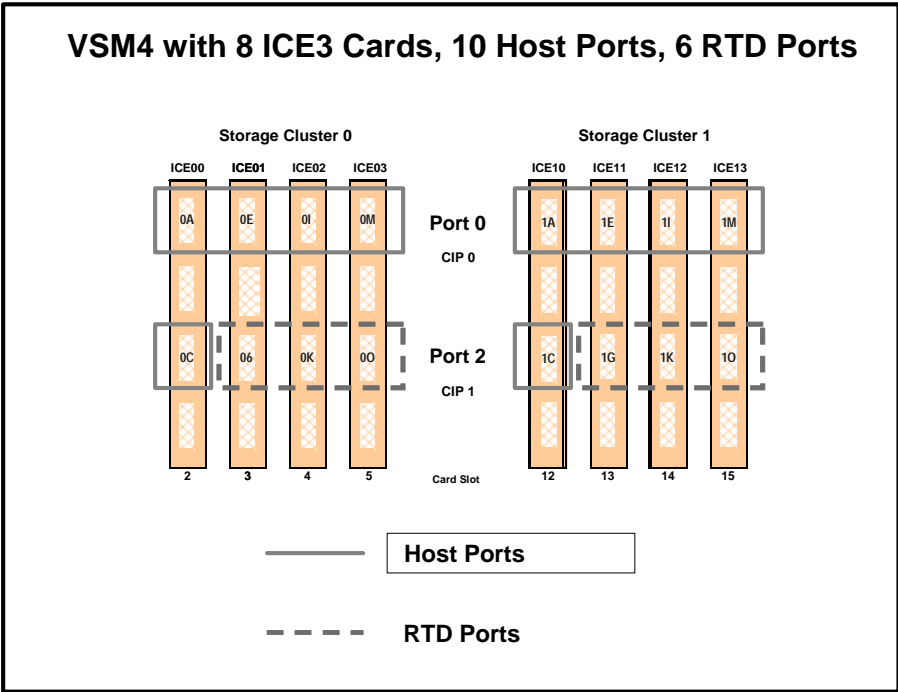 VSM4 with 8 ICE3 Cards, 10 Host Ports, 6 RTD Ports
Storage Cluster 0 Storage Cluster 1
ICE00 ICE01 ICE02 ICE03 ICE10 ICE11 ICE12 ICE13
0A 0E 0I 0M Port 0 1A 1E 1I 1M
CIP 0
0C 06 0K 0O Port 2 1C 1G 1K 1O
CIP 1
2 3 4 5 Card Slot 12 13 14 15
Host Ports
RTD Ports